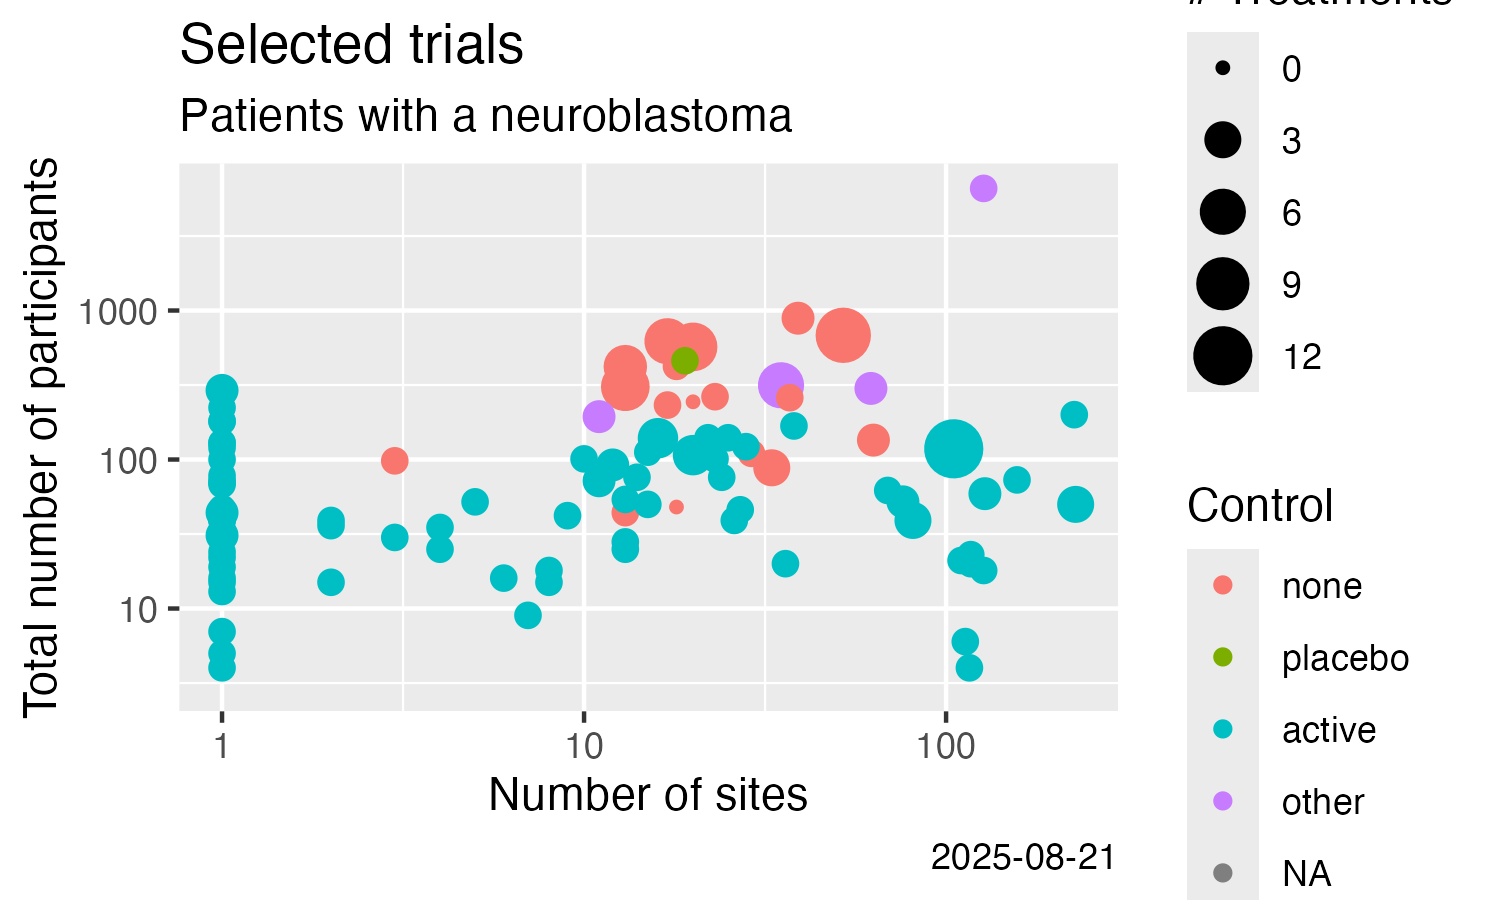 Selected trials
Patients with a neuroblastoma
Total number of participants
1000
100
10
1
10
100
Number of sites
2025-08-21
# Treatments
0
3
6
9
12
Control
none
placebo
active
other
NA